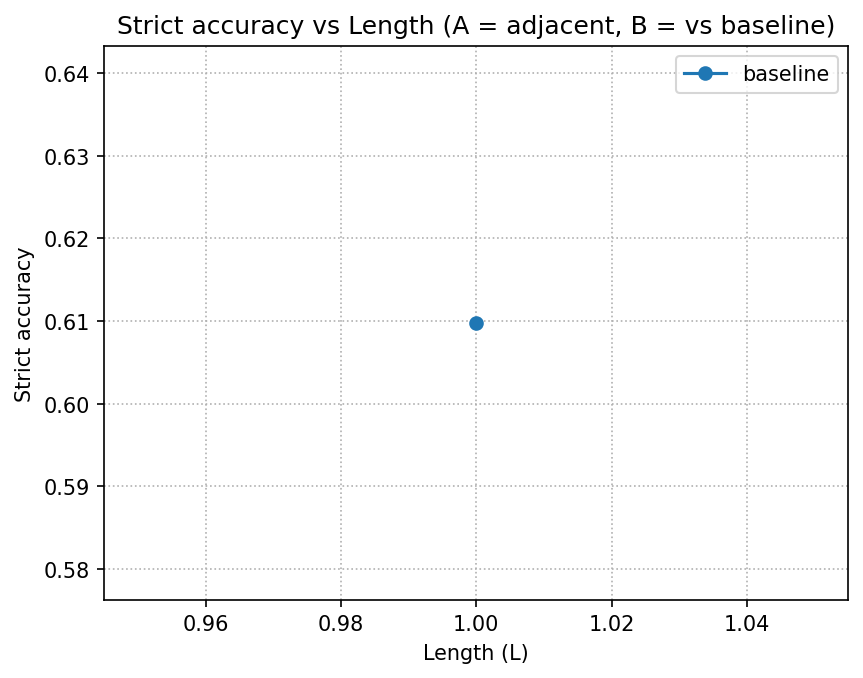 Strict accuracy vs Length (A = adjacent, B = vs baseline)
baseline
Strict accuracy
0.64
0.63
0.62
0.61
0.60
0.59
0.58
0.96 0.98 1.00 1.02 1.04
Length (L)